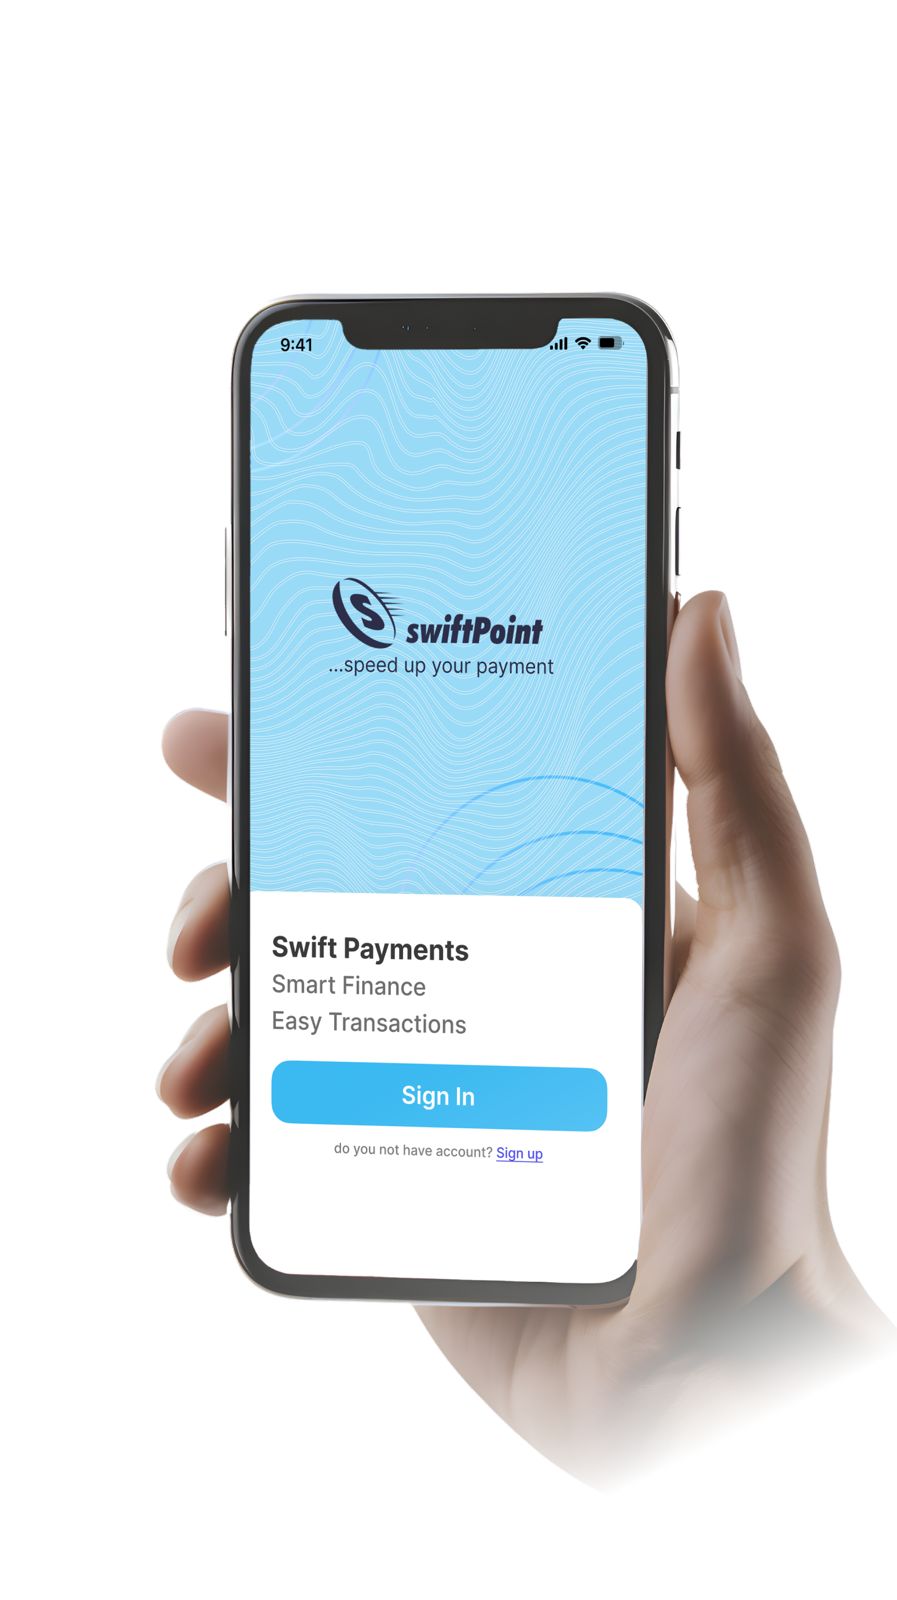 9:41
swiftPoint
...speed up your payment
Swift Payments
Smart Finance
Easy Transactions
Sign In
do you not have account? Sign up